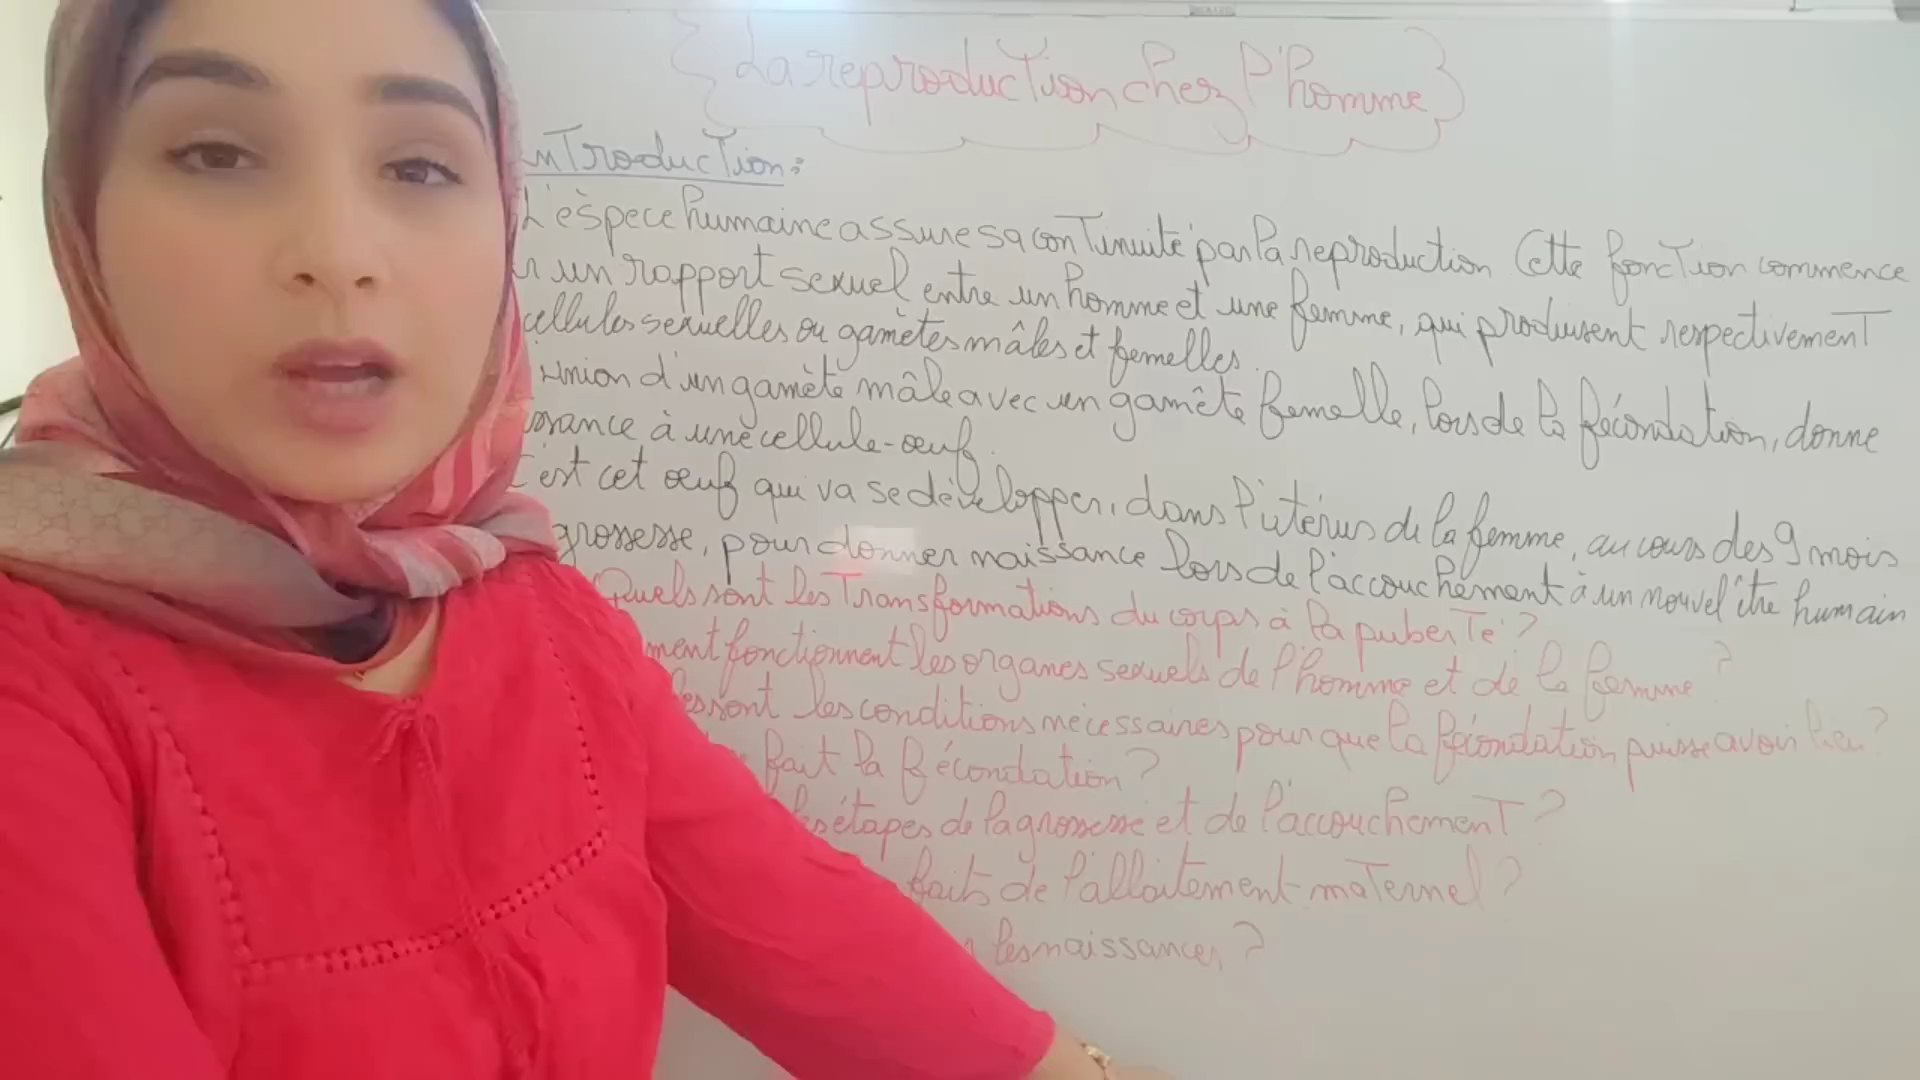 {La reproduction chez l'homme}
Introduction:
L'èspece humaine assure sa continuité par la reproduction Cette fonction commence
un rapport sexuel entre un homme et une femme, qui produisent respectivement
cellules sexuelles ou gamètes mâles et femelles.
union d'un gamète mâle avec un gamète femelle, lors de la fécondation, donne
à une cellule-œuf.
C'est cet œuf qui va se développer, dans l'utérus de la femme, au cours des 9 mois
grossesse, pour donner naissance lors de l'accouchement à un nouvel être humain
Quels sont les Transformations du corps à la puberté?
fonctionnent les organes sexuels de l'homme et de la femme?
sont les conditions nécessaires pour que la fécondation puisse avoir lieu?
fait la fécondation?
étapes de la grossesse et de l'accouchement?
faits de l'allaitement maternel?
les naissances?